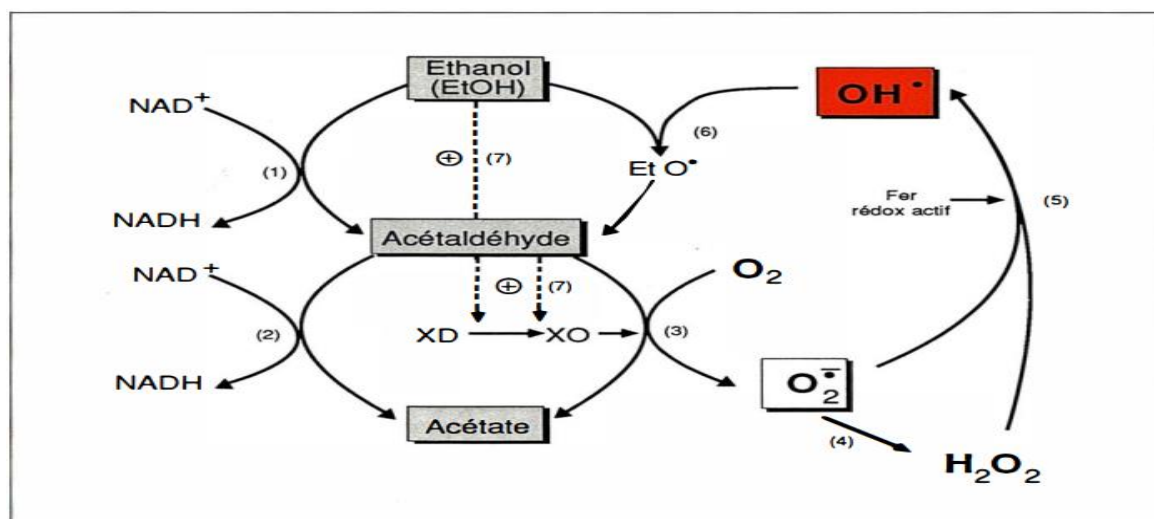 Ethanol
(EtOH)
NAD+
OH•
(6)
(1)
⊕ (7)
Et O•
NADH
Fer
rédox actif
(5)
Acétaldéhyde
NAD+
O2
⊕ (7)
(2)
XD
XO
(3)
NADH
O2•−
Acétate
(4)
H2O2